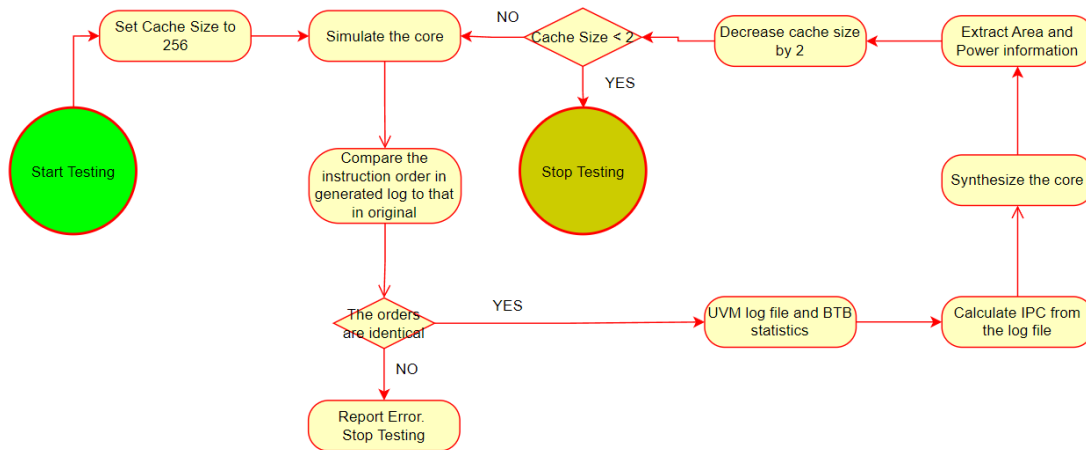 Set Cache Size to
256
Simulate the core
NO
Cache Size < 2
YES
Decrease cache size
by 2
Extract Area and
Power information
Start Testing
Compare the
instruction order in
generated log to that
in original
Stop Testing
Synthesize the core
The orders
are identical
YES
UVM log file and BTB
statistics
Calculate IPC from
the log file
NO
Report Error.
Stop Testing